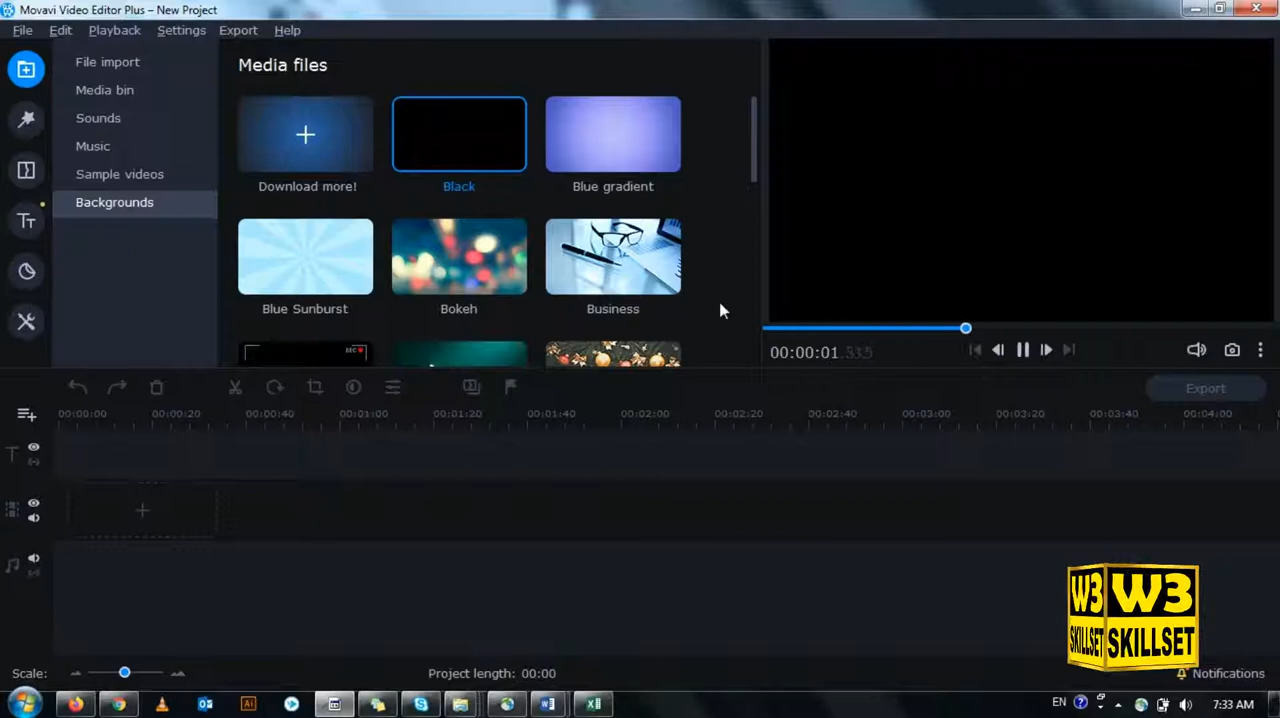 Movavi Video Editor Plus – New Project
File Edit Playback Settings Export Help
File import
Media bin
Sounds
Music
Sample videos
Backgrounds
Media files
Download more!
Black
Blue gradient
Blue Sunburst
Bokeh
Business
REC
00:00:01.535
Export
00:00:00 00:00:20 00:00:40 00:01:00 00:01:20 00:01:40 00:02:00 00:02:20 00:02:40 00:03:00 00:03:20 00:03:40 00:04:00
W3 W3
SKILLSET SKILLSET
Scale:
Project length: 00:00
Notifications
EN
7:33 AM